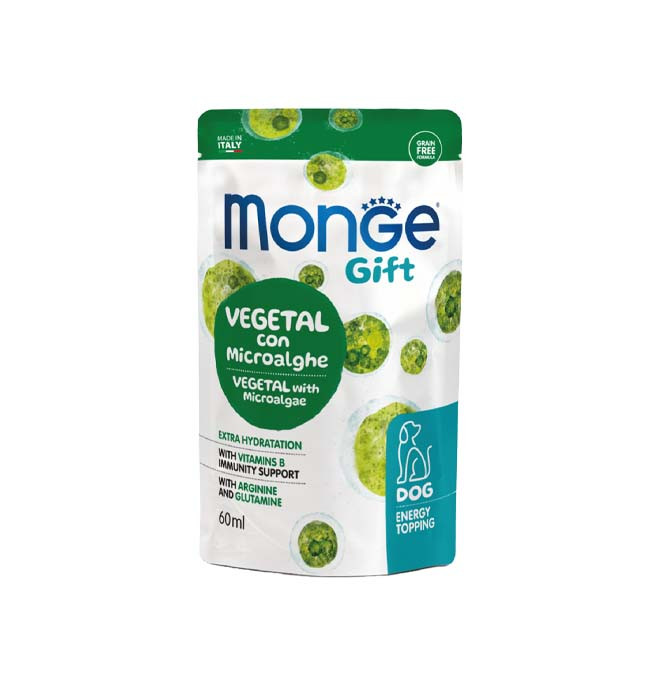 MADE IN
ITALY
GRAIN
FREE
FORMULA
MONGE®
Gift
VEGETAL
con
Microalghe
VEGETAL with
Microalgae
EXTRA HYDRATION
WITH VITAMINS B
IMMUNITY SUPPORT
WITH ARGININE
AND GLUTAMINE
60ml
DOG
ENERGY
TOPPING